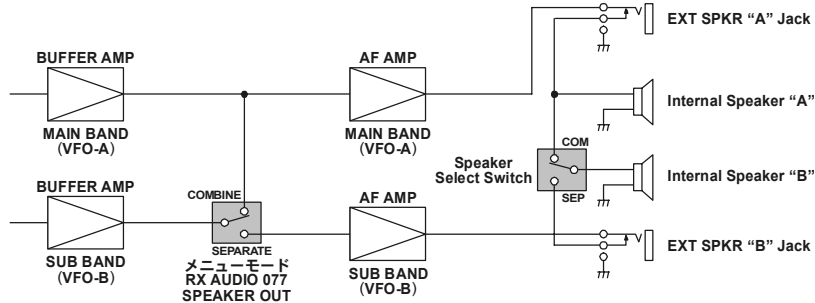 EXT SPKR “A” Jack
BUFFER AMP
AF AMP
MAIN BAND
(VFO-A)
MAIN BAND
(VFO-A)
Internal Speaker “A”
COM
Speaker
Select Switch
SEP
Internal Speaker “B”
BUFFER AMP
COMBINE
AF AMP
SEPARATE
SUB BAND
(VFO-B)
メニューモード
RX AUDIO 077
SPEAKER OUT
SUB BAND
(VFO-B)
EXT SPKR “B” Jack